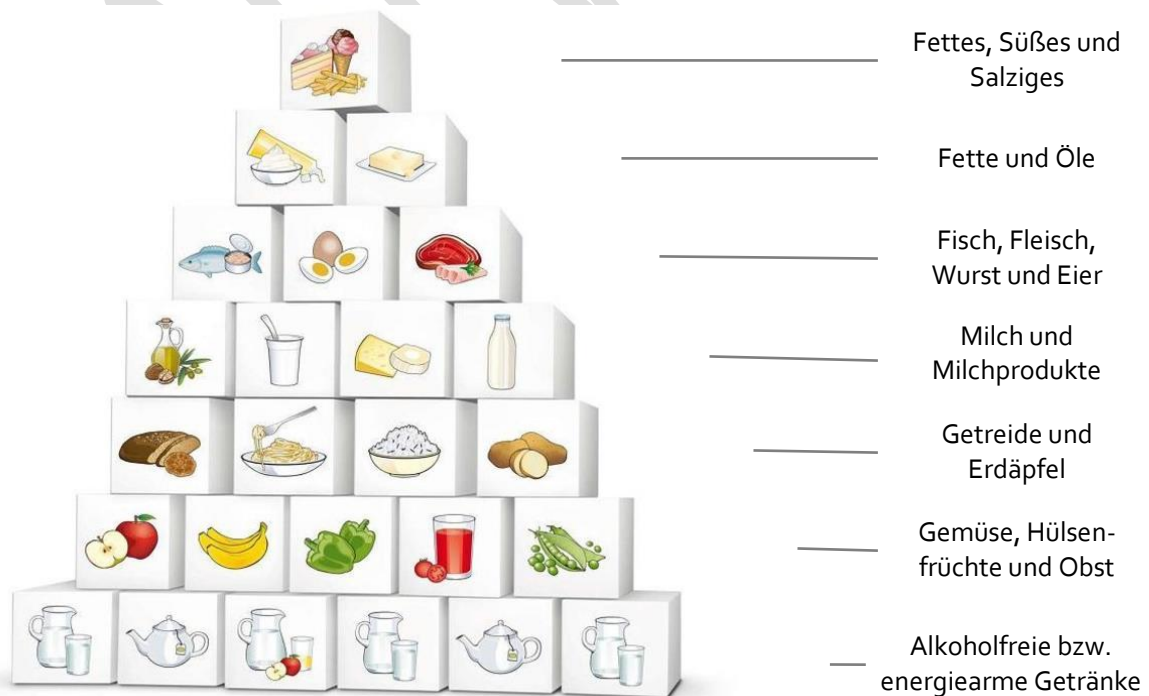 Fettes, Süßes und
Salziges
Fette und Öle
Fisch, Fleisch,
Wurst und Eier
Milch und
Milchprodukte
Getreide und
Erdäpfel
Gemüse, Hülsen-
früchte und Obst
Alkoholfreie bzw.
energiearme Getränke